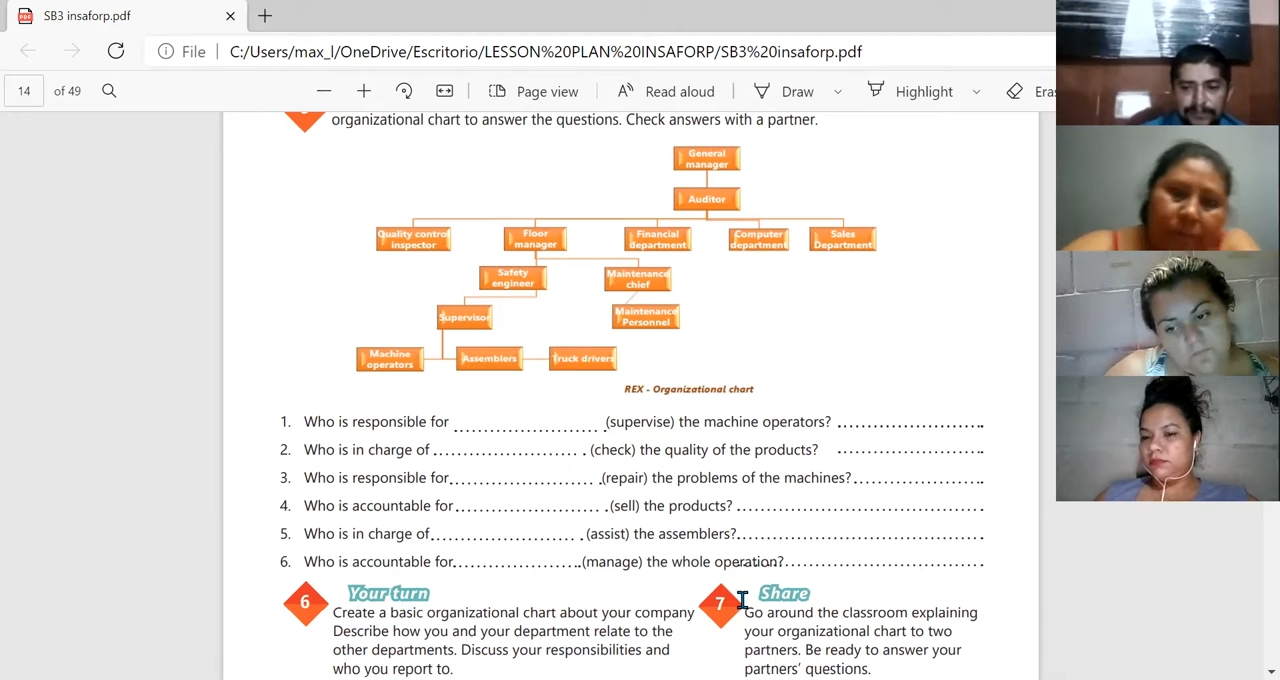 SB3 insaforp.pdf
File
C:/Users/max_l/OneDrive/Escritorio/LESSON%20PLAN%20INSAFORP/SB3%20insaforp.pdf
14 of 49
Page view
Read aloud
Draw
Highlight
organizational chart to answer the questions. Check answers with a partner.
General manager
Auditor
Quality control inspector
Floor manager
Financial department
Computer department
Sales Department
Safety engineer
Maintenance chief
Supervisor
Maintenance Personnel
Machine operators
Assemblers
Truck drivers
REX - Organizational chart
1. Who is responsible for .......................... (supervise) the machine operators? ..........................
2. Who is in charge of .......................... (check) the quality of the products? ..........................
3. Who is responsible for.......................... (repair) the problems of the machines? ..........................
4. Who is accountable for.......................... (sell) the products? ..........................
5. Who is in charge of.......................... (assist) the assemblers? ..........................
6. Who is accountable for.......................... (manage) the whole operation? ..........................
6 Your turn
Create a basic organizational chart about your company
Describe how you and your department relate to the
other departments. Discuss your responsibilities and
who you report to.
7 Share
Go around the classroom explaining
your organizational chart to two
partners. Be ready to answer your
partners' questions.